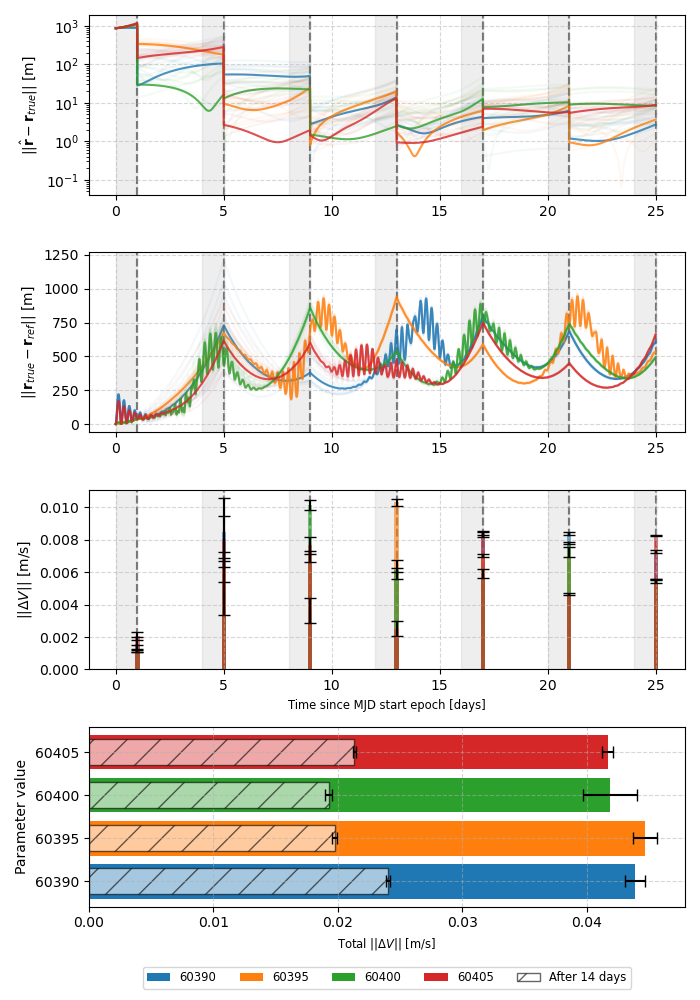 10³
10²
10¹
10⁰
10⁻¹
||r̂ − r_true|| [m]
0 5 10 15 20 25
1250
1000
750
500
250
0
||r_true − r_ref|| [m]
0 5 10 15 20 25
0.010
0.008
0.006
0.004
0.002
0.000
||ΔV|| [m/s]
0 5 10 15 20 25
Time since MJD start epoch [days]
60405
60400
60395
60390
Parameter value
0.00 0.01 0.02 0.03 0.04
Total ||ΔV|| [m/s]
60390 60395 60400 60405 After 14 days